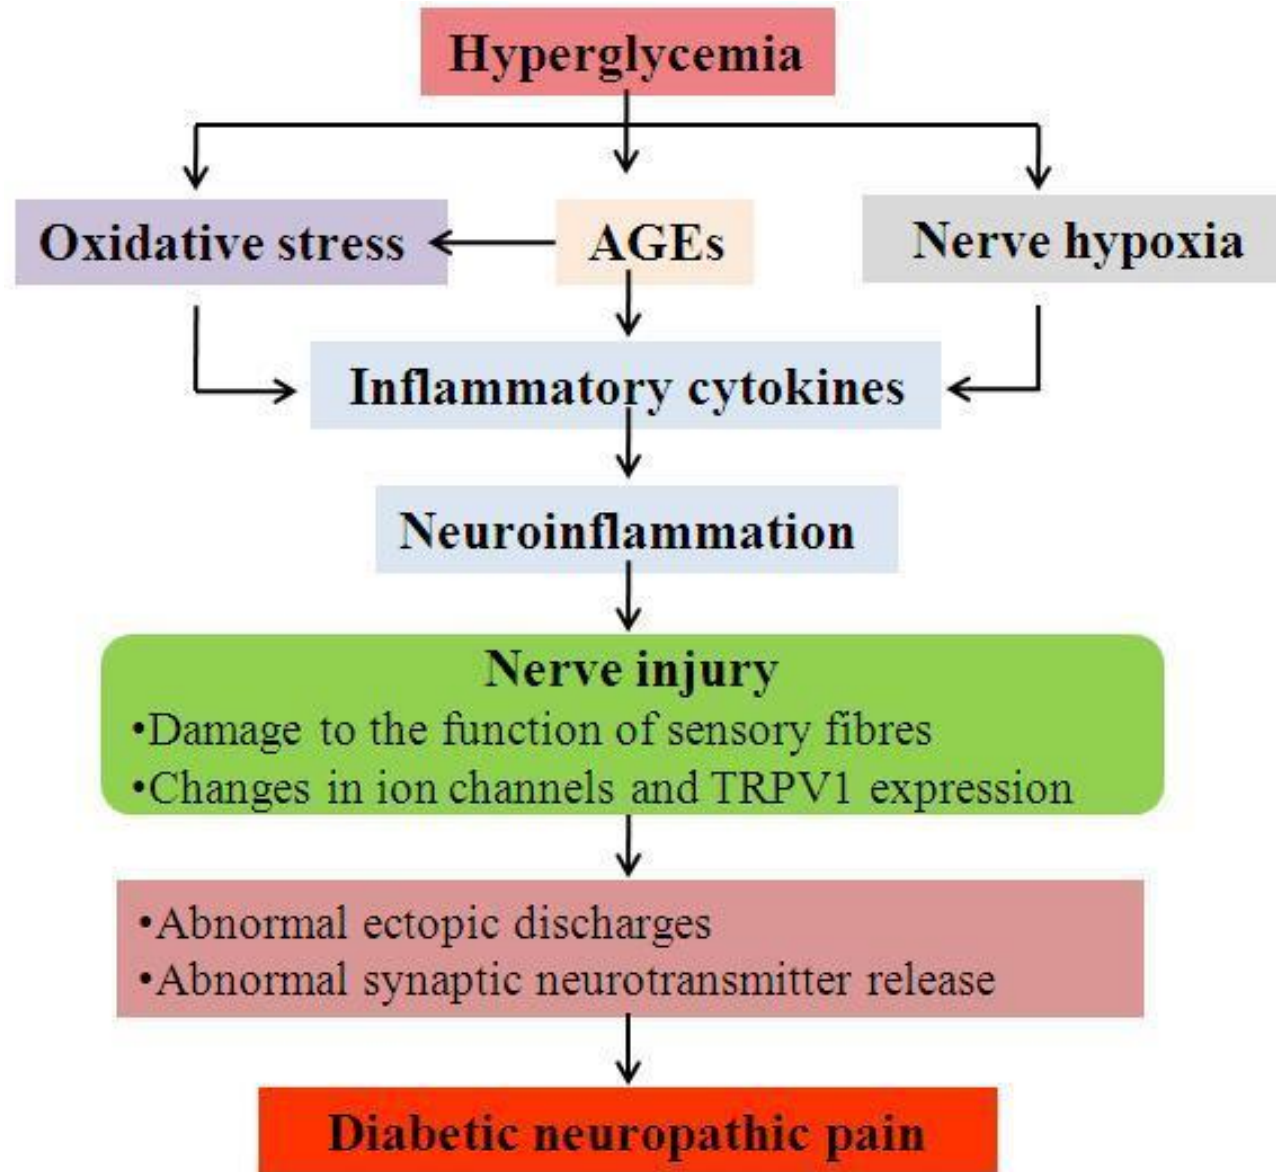 Hyperglycemia
Oxidative stress
AGEs
Nerve hypoxia
Inflammatory cytokines
Neuroinflammation
Nerve injury
•Damage to the function of sensory fibres
•Changes in ion channels and TRPV1 expression
•Abnormal ectopic discharges
•Abnormal synaptic neurotransmitter release
Diabetic neuropathic pain